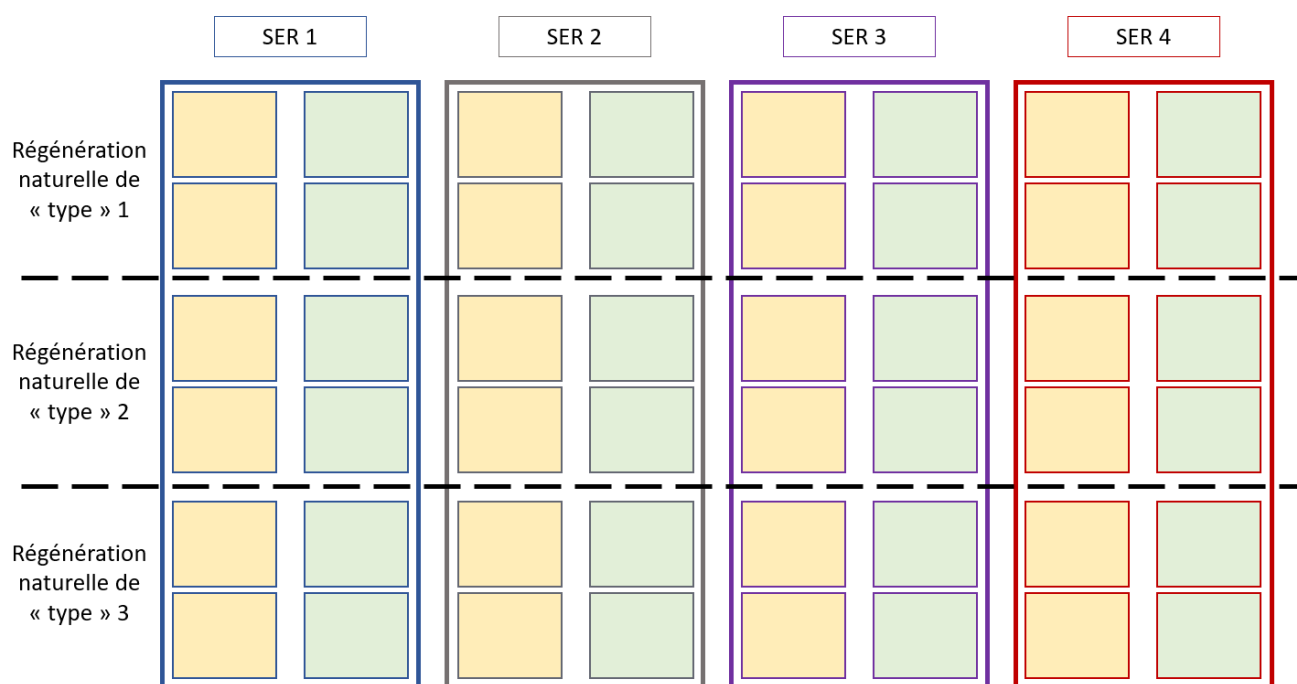 SER 1
SER 2
SER 3
SER 4
Régénération
naturelle de
« type » 1
Régénération
naturelle de
« type » 2
Régénération
naturelle de
« type » 3